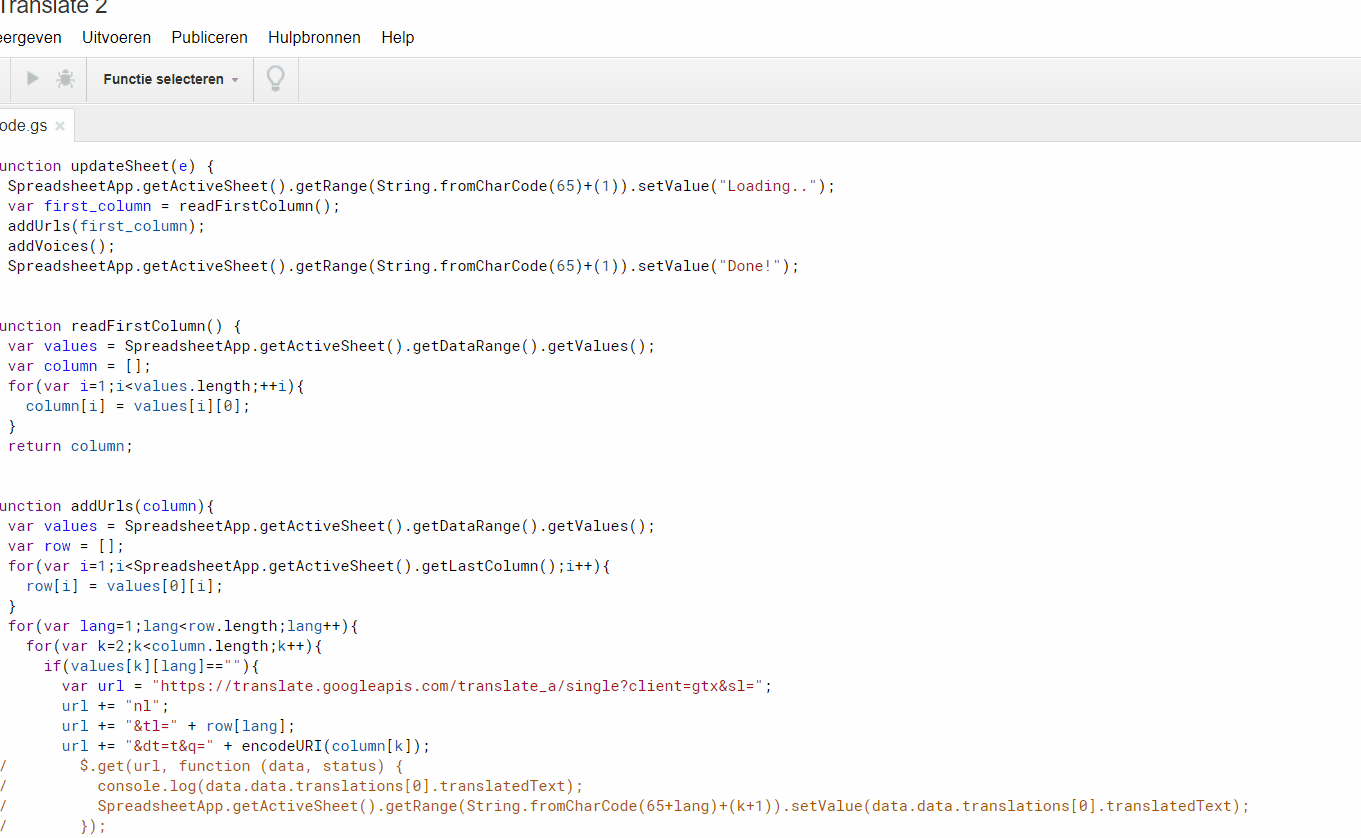 Translate 2
eergeven Uitvoeren Publiceren Hulpbronnen Help
Functie selecteren
ode.gs
unction updateSheet(e) {
SpreadsheetApp.getActiveSheet().getRange(String.fromCharCode(65)+(1)).setValue("Loading..");
var first_column = readFirstColumn();
addUrls(first_column);
addVoices();
SpreadsheetApp.getActiveSheet().getRange(String.fromCharCode(65)+(1)).setValue("Done!");
unction readFirstColumn() {
var values = SpreadsheetApp.getActiveSheet().getDataRange().getValues();
var column = [];
for(var i=1;i<values.length;++i){
column[i] = values[i][0];
}
return column;
unction addUrls(column){
var values = SpreadsheetApp.getActiveSheet().getDataRange().getValues();
var row = [];
for(var i=1;i<SpreadsheetApp.getActiveSheet().getLastColumn();i++){
row[i] = values[0][i];
}
for(var lang=1;lang<row.length;lang++){
for(var k=2;k<column.length;k++){
if(values[k][lang]==""){
var url = "https://translate.googleapis.com/translate_a/single?client=gtx&sl=";
url += "nl";
url += "&tl=" + row[lang];
url += "&dt=t&q=" + encodeURI(column[k]);
/ $.get(url, function (data, status) {
/ console.log(data.data.translations[0].translatedText);
/ SpreadsheetApp.getActiveSheet().getRange(String.fromCharCode(65+lang)+(k+1)).setValue(data.data.translations[0].translatedText);
/ });